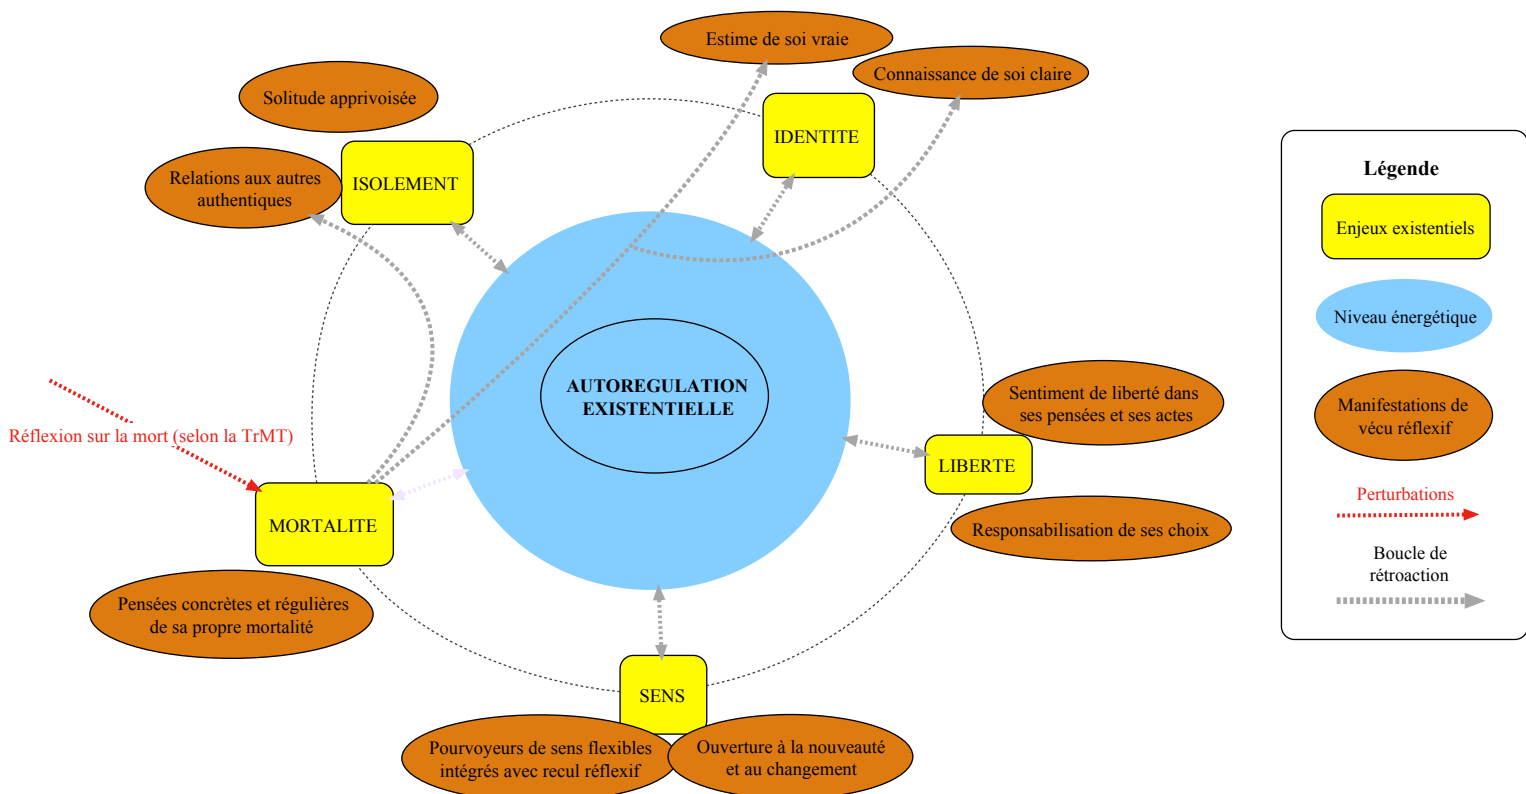 Estime de soi vraie
Connaissance de soi claire
Solitude apprivoisée
IDENTITE
Relations aux autres
authentiques
ISOLEMENT
AUTOREGULATION
EXISTENTIELLE
Sentiment de liberté dans
ses pensées et ses actes
Réflexion sur la mort (selon la TrMT)
LIBERTE
MORTALITE
Responsabilisation de ses choix
Pensées concrètes et régulières
de sa propre mortalité
SENS
Pourvoyeurs de sens flexibles
intégrés avec recul réflexif
Ouverture à la nouveauté
et au changement
Légende
Enjeux existentiels
Niveau énergétique
Manifestations de
vécu réflexif
Perturbations
Boucle de
rétroaction